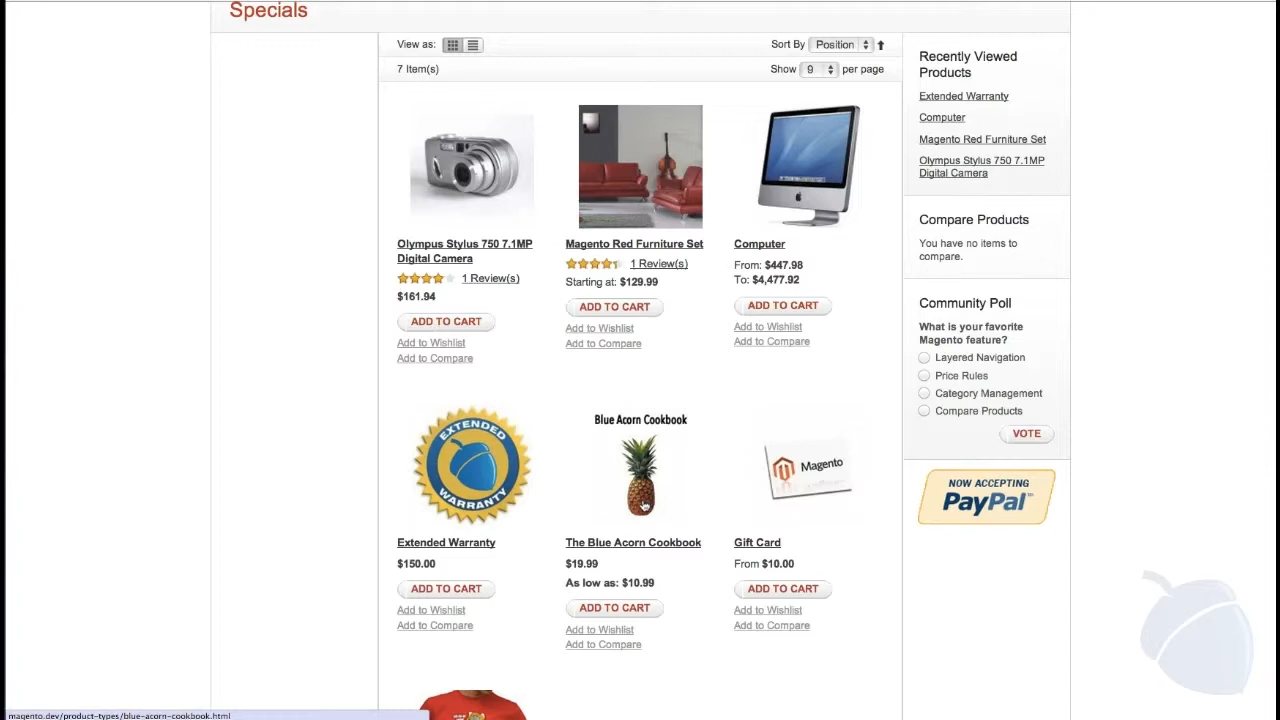 Specials
View as:
Sort By Position
7 Item(s)
Show 9 per page
Olympus Stylus 750 7.1MP
Digital Camera
1 Review(s)
$161.94
ADD TO CART
Add to Wishlist
Add to Compare
Magento Red Furniture Set
1 Review(s)
Starting at: $129.99
ADD TO CART
Add to Wishlist
Add to Compare
Computer
From: $447.98
To: $4,477.92
ADD TO CART
Add to Wishlist
Add to Compare
EXTENDED
WARRANTY
Extended Warranty
$150.00
ADD TO CART
Add to Wishlist
Add to Compare
Blue Acorn Cookbook
The Blue Acorn Cookbook
$19.99
As low as: $10.99
ADD TO CART
Add to Wishlist
Add to Compare
Magento
Gift Card
From $10.00
ADD TO CART
Add to Wishlist
Add to Compare
Recently Viewed
Products
Extended Warranty
Computer
Magento Red Furniture Set
Olympus Stylus 750 7.1MP
Digital Camera
Compare Products
You have no items to
compare.
Community Poll
What is your favorite
Magento feature?
Layered Navigation
Price Rules
Category Management
Compare Products
VOTE
NOW ACCEPTING
PayPal
magento.dev/product-types/blue-acorn-cookbook.html